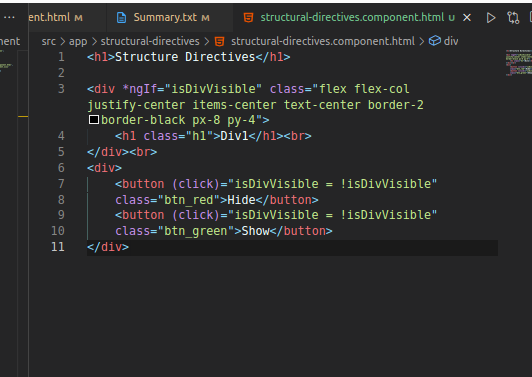 ··· ent.html M Summary.txt M structural-directives.component.html U
nent src > app > structural-directives > structural-directives.component.html > div
1 <h1>Structure Directives</h1>
2
3 <div *ngIf="isDivVisible" class="flex flex-col
justify-center items-center text-center border-2
border-black px-8 py-4">
4 <h1 class="h1">Div1</h1><br>
5 </div><br>
6 <div>
7 <button (click)="isDivVisible = !isDivVisible"
8 class="btn_red">Hide</button>
9 <button (click)="isDivVisible = !isDivVisible"
10 class="btn_green">Show</button>
11 </div>